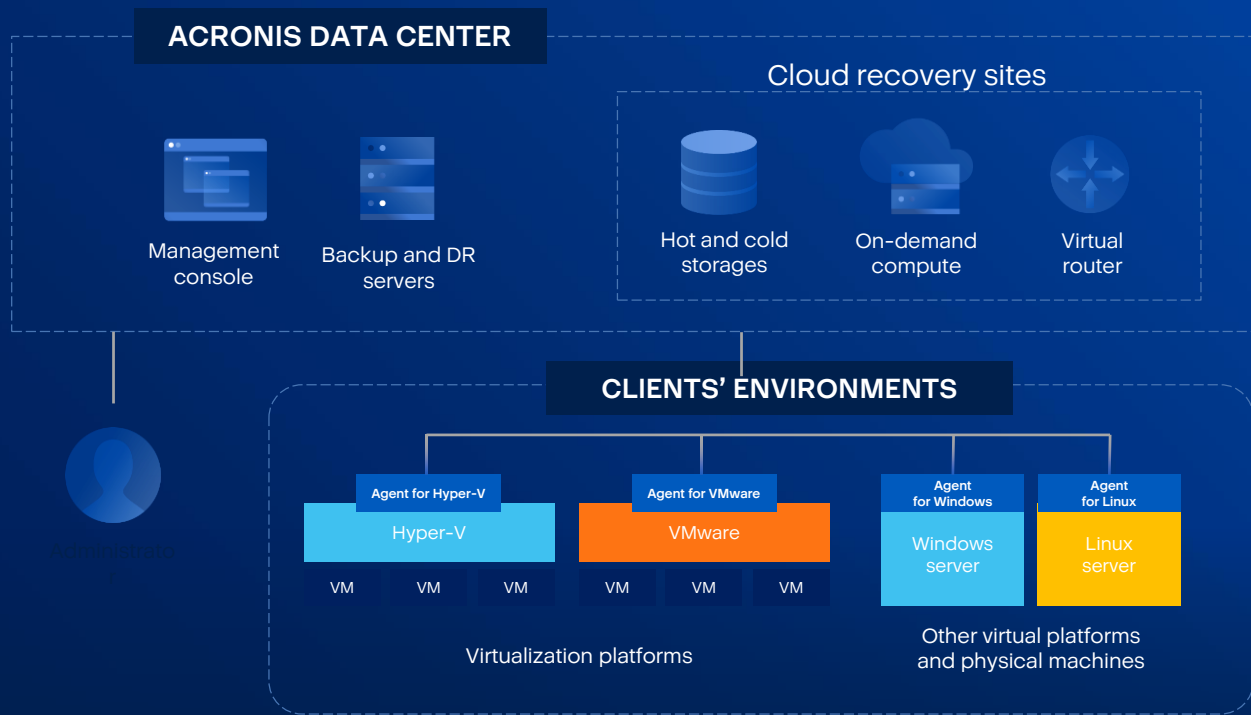 ACRONIS DATA CENTER
Cloud recovery sites
Management
console
Backup and DR
servers
Hot and cold
storages
On-demand
compute
Virtual
router
CLIENTS’ ENVIRONMENTS
Agent for Hyper-V
Hyper-V
VM
VM
VM
Agent for VMware
VMware
VM
VM
VM
Virtualization platforms
Agent
for Windows
Windows
server
Agent
for Linux
Linux
server
Other virtual platforms
and physical machines